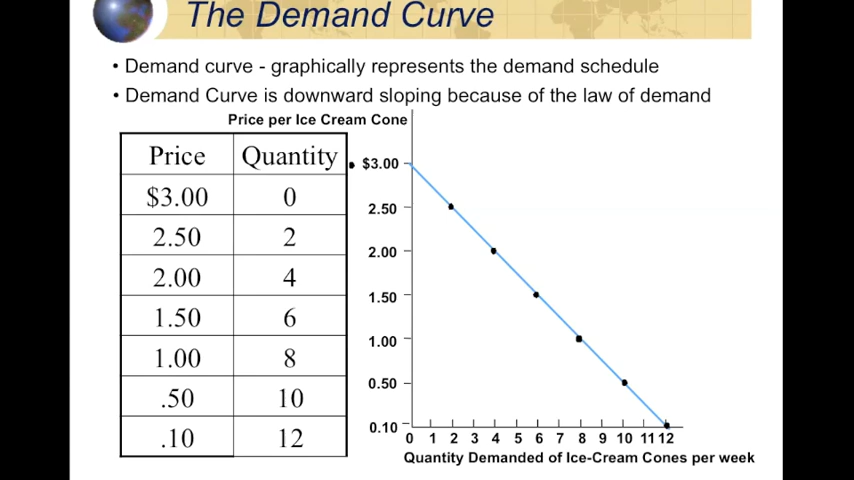 The Demand Curve
• Demand curve - graphically represents the demand schedule
• Demand Curve is downward sloping because of the law of demand
Price per Ice Cream Cone
Price Quantity
$3.00 0
2.50 2
2.00 4
1.50 6
1.00 8
.50 10
.10 12
$3.00
2.50
2.00
1.50
1.00
0.50
0.10
0 1 2 3 4 5 6 7 8 9 10 11 12
Quantity Demanded of Ice-Cream Cones per week